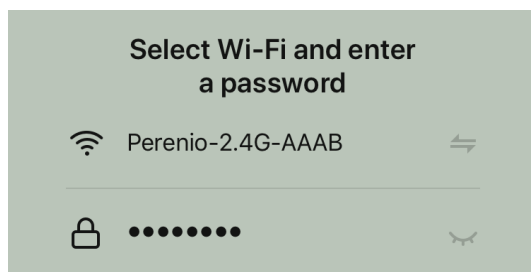 Select Wi-Fi and enter
a password
Perenio-2.4G-AAAB
•••••••••